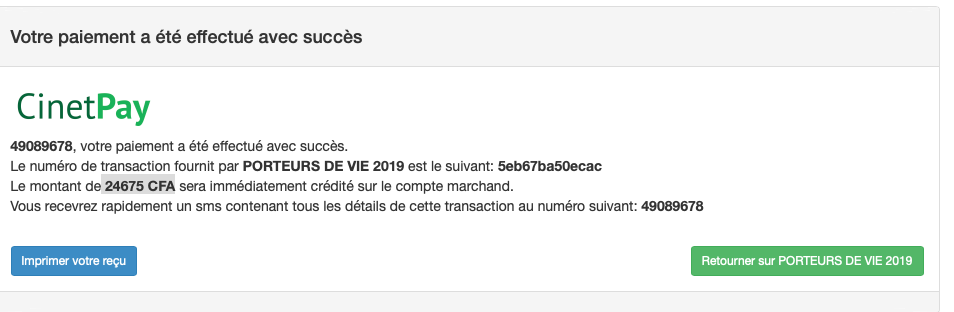 Votre paiement a été effectué avec succès
CinetPay
49089678, votre paiement a été effectué avec succès.
Le numéro de transaction fournit par PORTEURS DE VIE 2019 est le suivant: 5eb67ba50ecac
Le montant de 24675 CFA sera immédiatement crédité sur le compte marchand.
Vous recevrez rapidement un sms contenant tous les détails de cette transaction au numéro suivant: 49089678
Imprimer votre reçu
Retourner sur PORTEURS DE VIE 2019